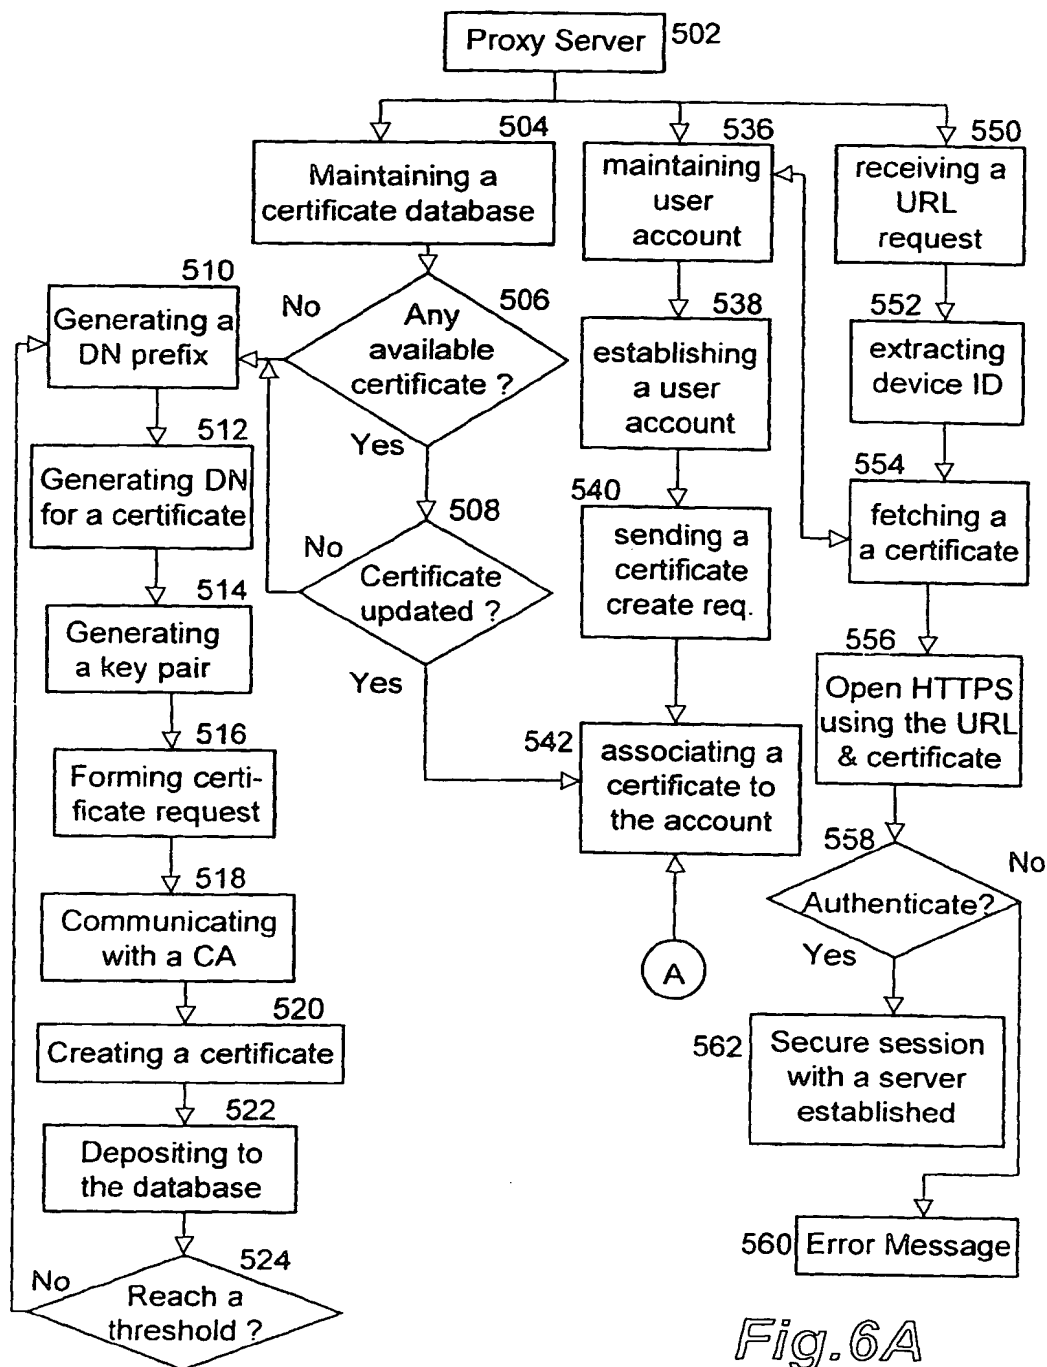 Proxy Server
502
504
Maintaining a
certificate database
536
maintaining
user
account
550
receiving a
URL
request
510
Generating a
DN prefix
No
506
Any
available
certificate ?
Yes
538
establishing
a user
account
552
extracting
device ID
512
Generating DN
for a certificate
508
No
Certificate
updated ?
Yes
540
sending a
certificate
create req.
554
fetching a
a certificate
514
Generating
a key pair
556
Open HTTPS
using the URL
& certificate
516
Forming certi-
ficate request
542
associating a
certificate to
the account
558
No
Authenticate?
Yes
518
Communicating
with a CA
A
520
Creating a certificate
562
Secure session
with a server
established
522
Depositing to
the database
560
Error Message
524
No
Reach a
threshold ?
Fig.6A